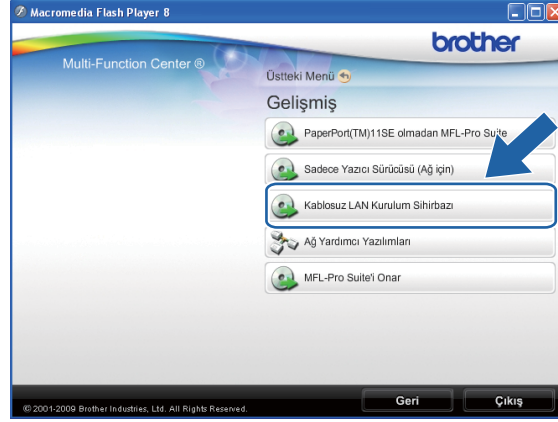 Macromedia Flash Player 8
brother
Multi-Function Center ®
Üstteki Menü
Gelişmiş
PaperPort(TM)11SE olmadan MFL-Pro Suite
Sadece Yazıcı Sürücüsü (Ağ için)
Kablosuz LAN Kurulum Sihirbazı
Ağ Yardımcı Yazılımları
MFL-Pro Suite'i Onar
Geri Çıkış
© 2001-2009 Brother Industries, Ltd. All Rights Reserved.